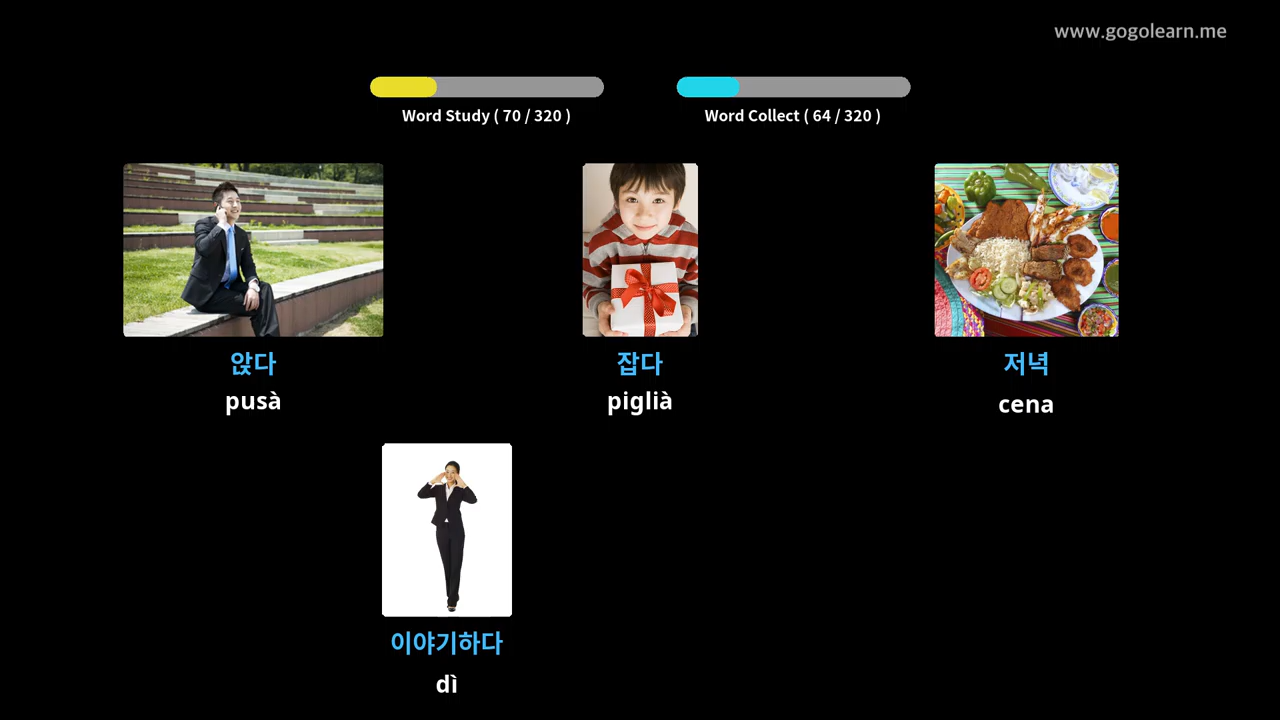 www.gogolearn.me
Word Study ( 70 / 320 )
Word Collect ( 64 / 320 )
앉다
pusà
잡다
piglià
저녁
cena
이야기하다
dì